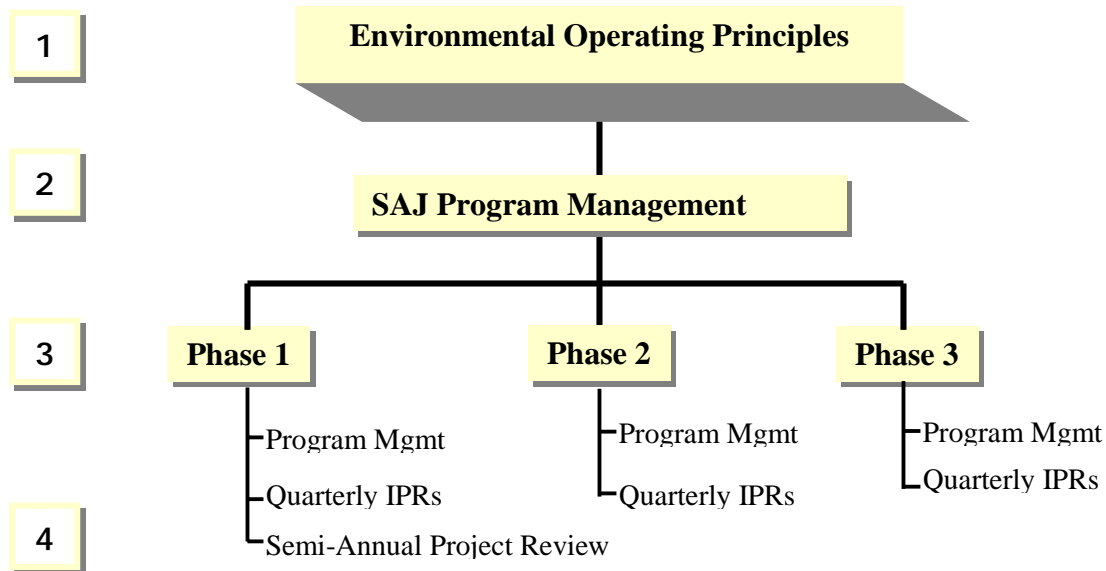 1
Environmental Operating Principles
2
SAJ Program Management
3
Phase 1
Phase 2
Phase 3
Program Mgmt
Quarterly IPRs
Semi-Annual Project Review
Program Mgmt
Quarterly IPRs
Program Mgmt
Quarterly IPRs
4